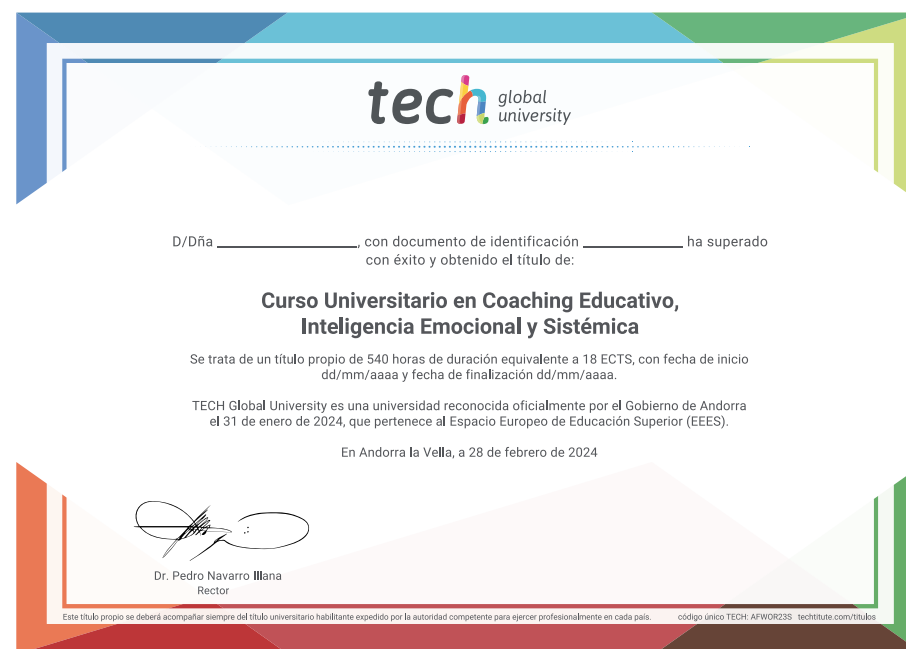 tech global university
D/Dña ____________, con documento de identificación ____________ ha superado
con éxito y obtenido el título de:
Curso Universitario en Coaching Educativo,
Inteligencia Emocional y Sistémica
Se trata de un título propio de 540 horas de duración equivalente a 18 ECTS, con fecha de inicio
dd/mm/aaaa y fecha de finalización dd/mm/aaaa.
TECH Global University es una universidad reconocida oficialmente por el Gobierno de Andorra
el 31 de enero de 2024, que pertenece al Espacio Europeo de Educación Superior (EEES).
En Andorra la Vella, a 28 de febrero de 2024
Dr. Pedro Navarro Illana
Rector
Este título propio se deberá acompañar siempre del título universitario habilitante expedido por la autoridad competente para ejercer profesionalmente en cada país. código único TECH: AFWOR23S techtitute.com/titulos